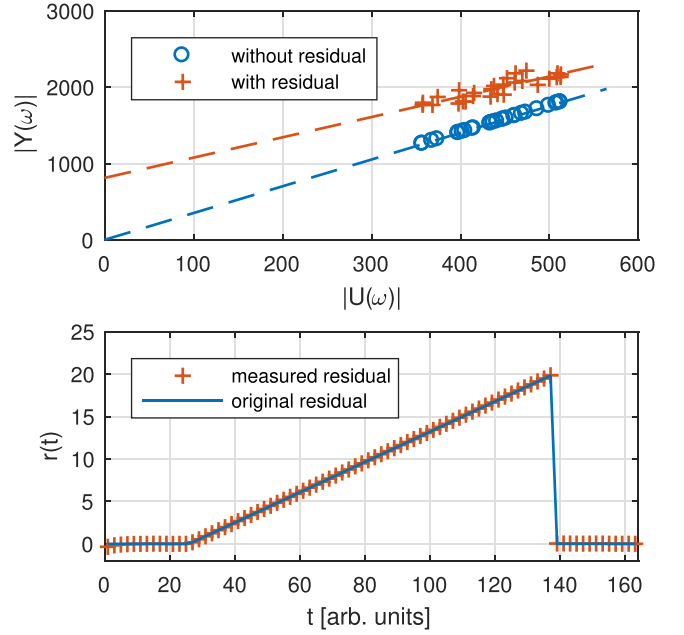 3000
2000
1000
0
|Y(ω)|
without residual
with residual
0 100 200 300 400 500 600
|U(ω)|
25
20
15
10
5
0
r(t)
measured residual
original residual
0 20 40 60 80 100 120 140 160
t [arb. units]